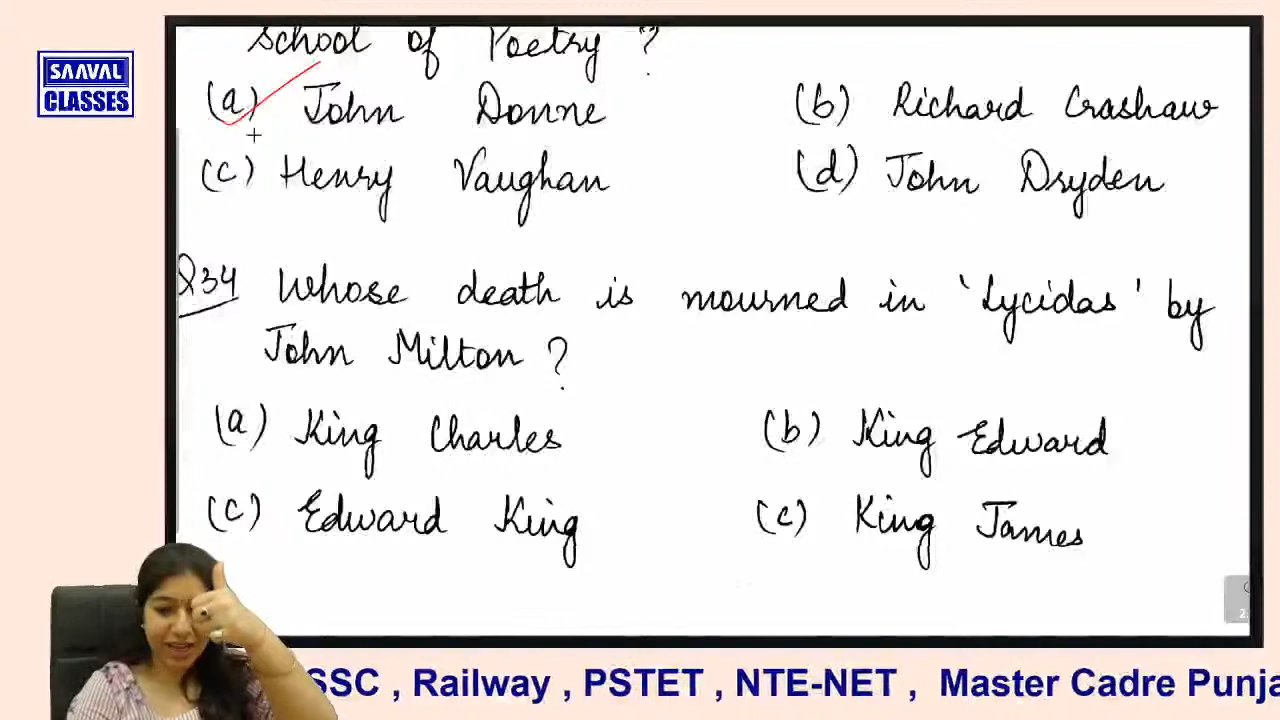 SAAVAL
CLASSES
School of Poetry ?
(a) John Donne (b) Richard Crashaw
(c) Henry Vaughan (d) John Dryden
Q34 Whose death is mourned in 'Lycidas' by
John Milton ?
(a) King Charles (b) King Edward
(c) Edward King (c) King James
SSC , Railway , PSTET , NTE-NET , Master Cadre Punja